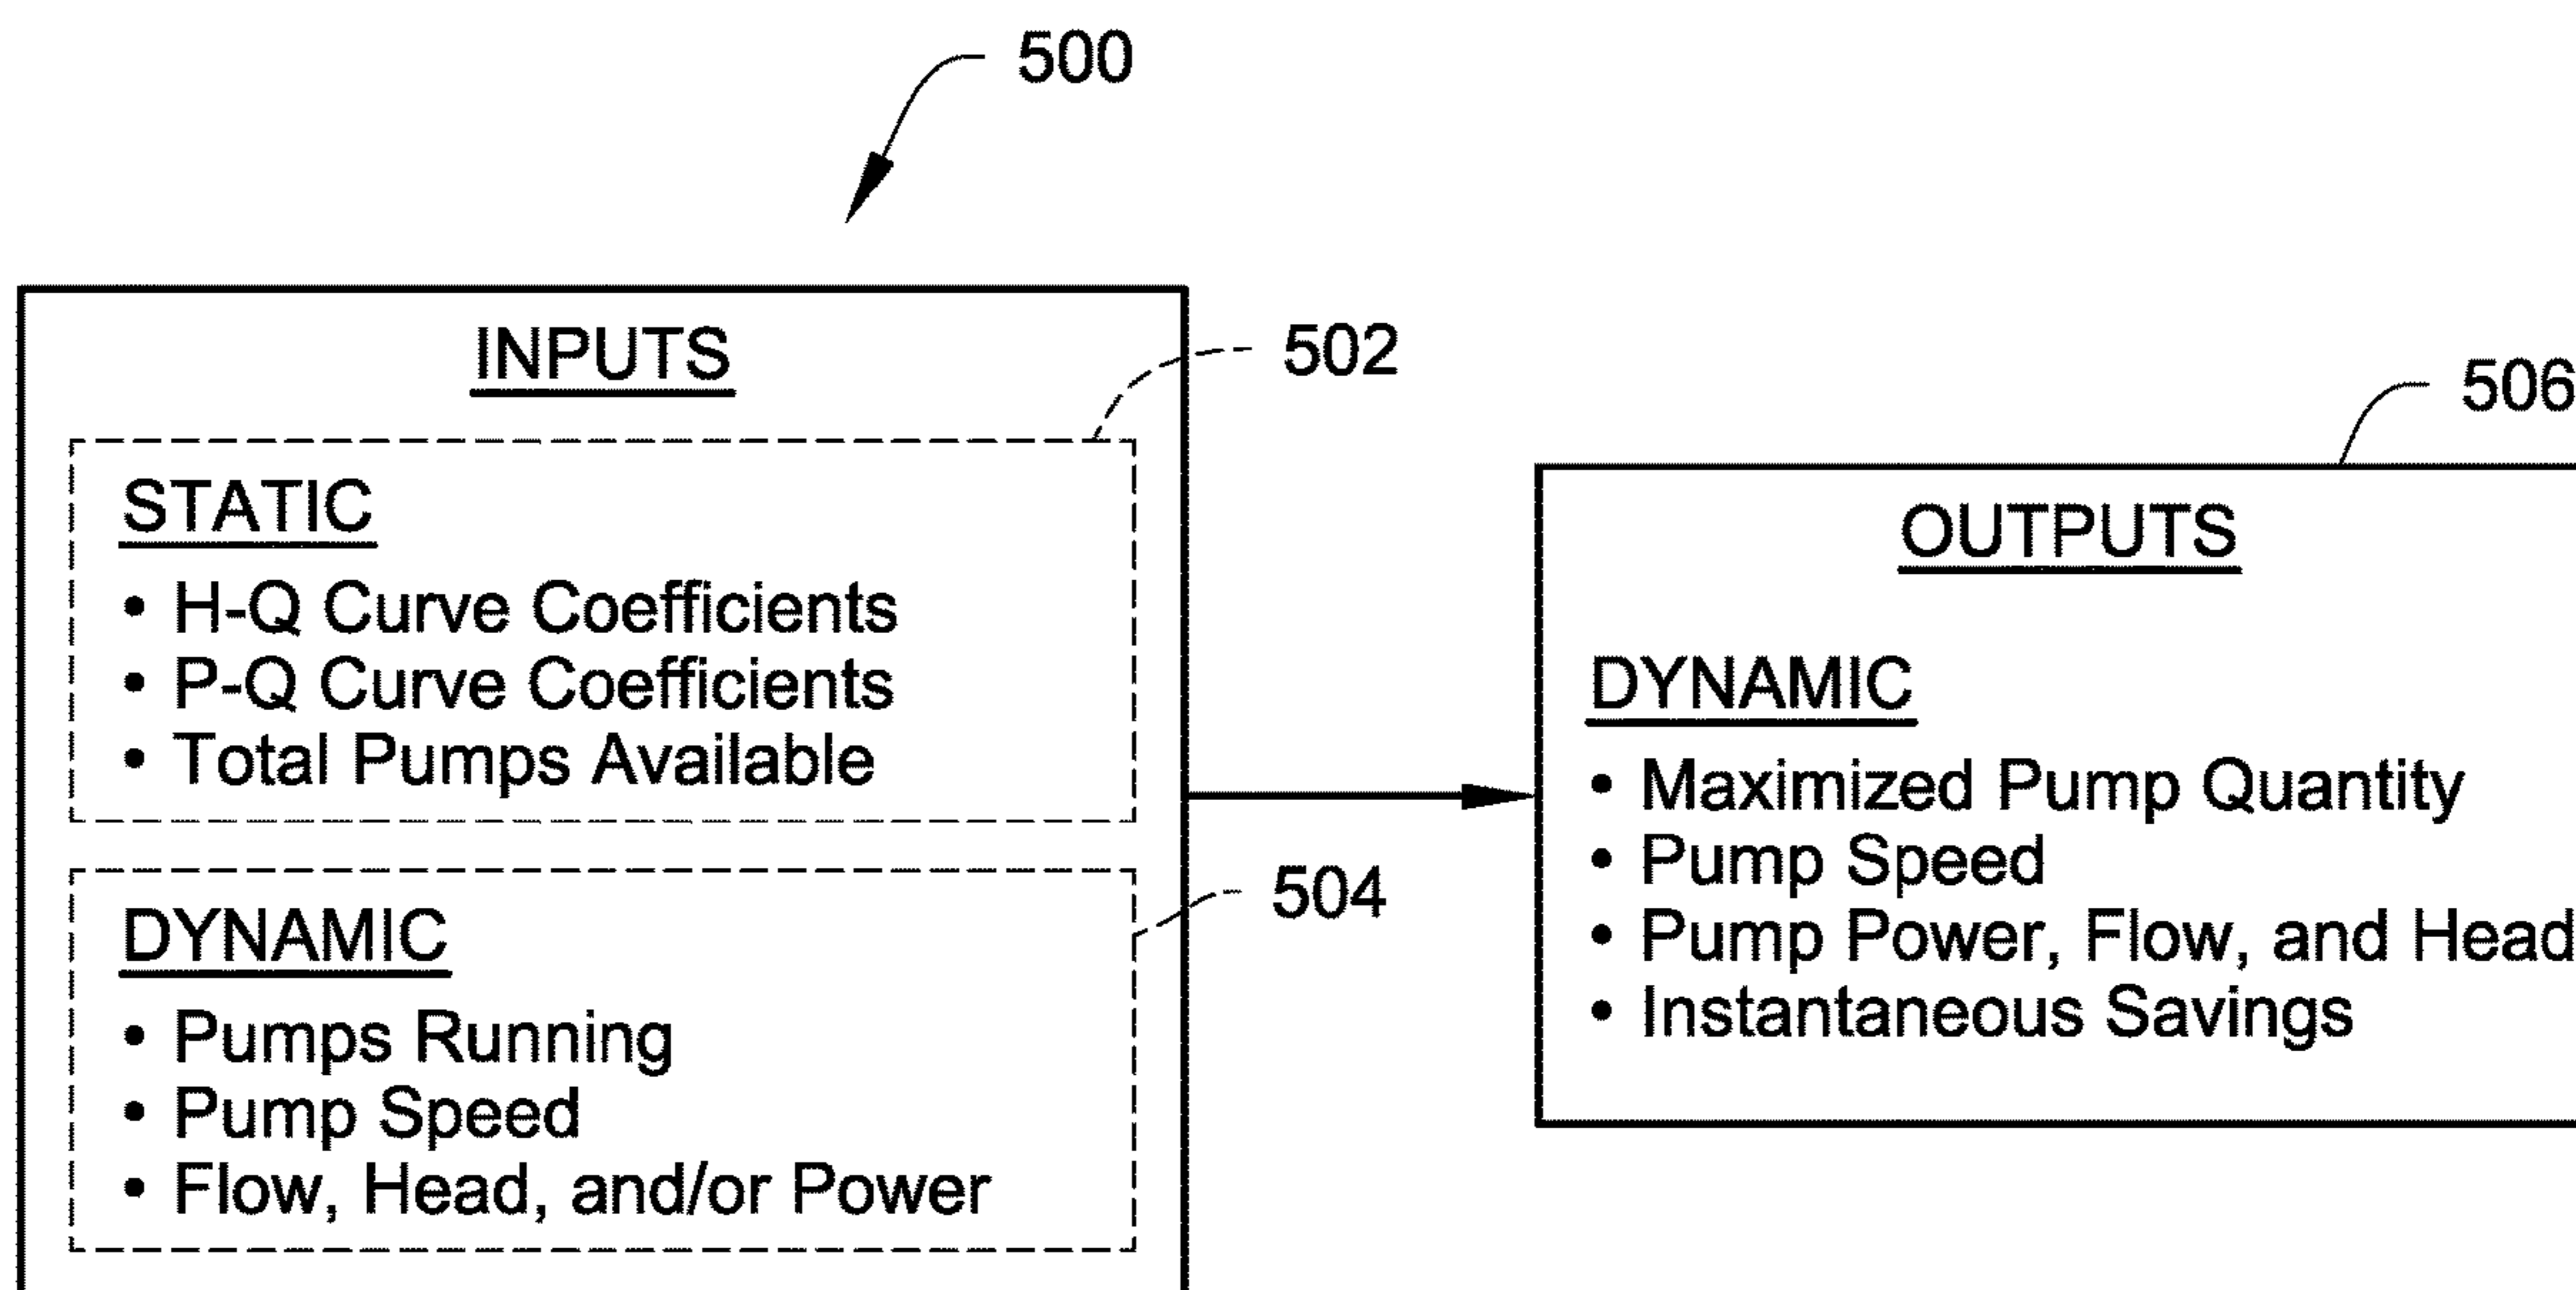 500
INPUTS
502
STATIC
• H-Q Curve Coefficients
• P-Q Curve Coefficients
• Total Pumps Available
504
DYNAMIC
• Pumps Running
• Pump Speed
• Flow, Head, and/or Power
506
OUTPUTS
DYNAMIC
• Maximized Pump Quantity
• Pump Speed
• Pump Power, Flow, and Head
• Instantaneous Savings